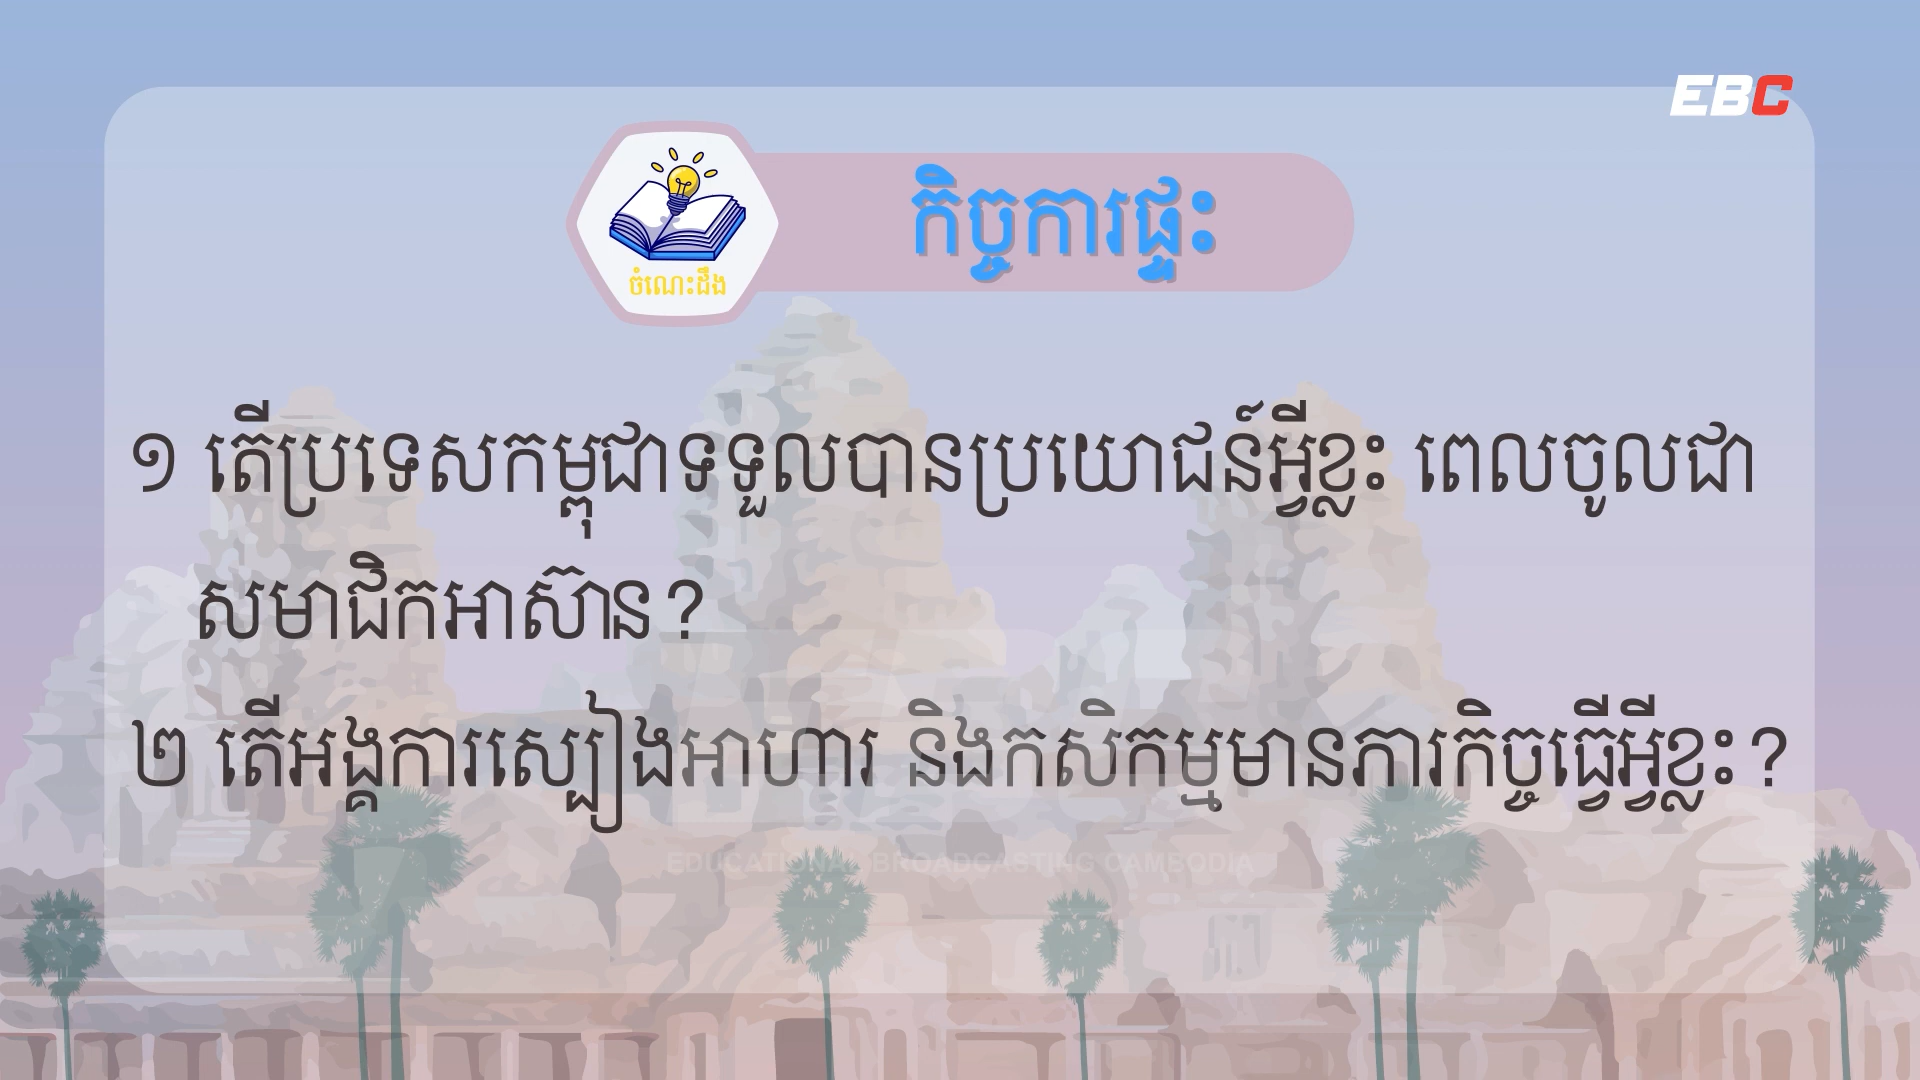 EBC
កិច្ចការផ្ទះ
ចំណេះដឹង
១ តើប្រទេសកម្ពុជាទទួលបានប្រយោជន៍អ្វីខ្លះ ពេលចូលជា
សមាជិកអាស៊ាន?
២ តើអង្គការស្បៀងអាហារ និងកសិកម្មមានភារកិច្ចធ្វើអ្វីខ្លះ?
EDUCATIONAL BROADCASTING CAMBODIA